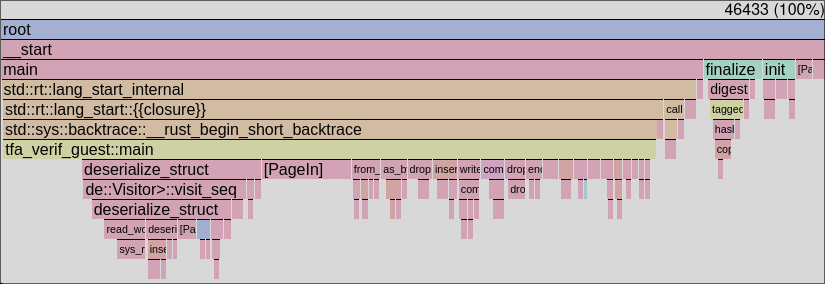 46433 (100%)
root
__start
main finalize init [Pa
std::rt::lang_start_internal digest
std::rt::lang_start::{{closure}} call tagged
std::sys::backtrace::__rust_begin_short_backtrace hash
tfa_verif_guest::main cop
deserialize_struct [PageIn] from_ as_b drop inser write com drop end
de::Visitor>::visit_seq com dro
deserialize_struct
read_wo deseri [Pa
sys_r inse